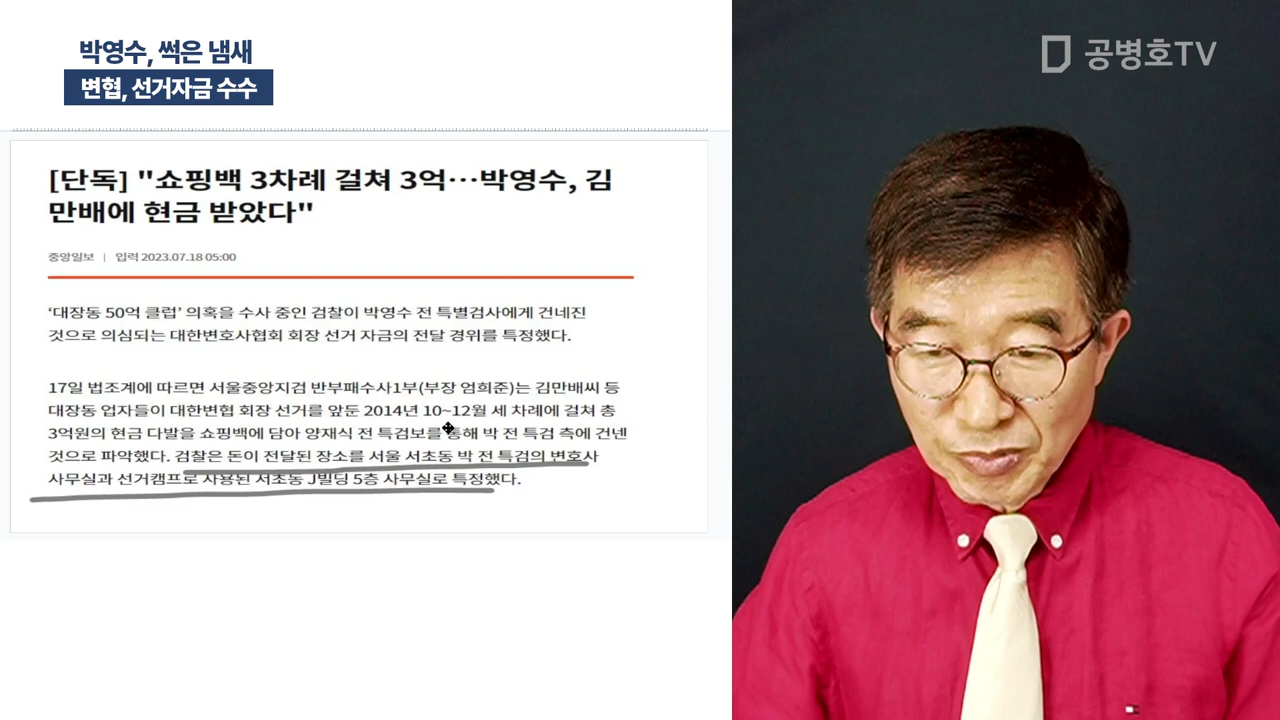 박영수, 썩은 냄새
변협, 선거자금 수수
공병호TV
[단독] "쇼핑백 3차례 걸쳐 3억…박영수, 김
만배에 현금 받았다"
중앙일보 | 입력 2023.07.18 05:00
‘대장동 50억 클럽’ 의혹을 수사 중인 검찰이 박영수 전 특별검사에게 건네진
것으로 의심되는 대한변호사협회 회장 선거 자금의 전달 경위를 특정했다.
17일 법조계에 따르면 서울중앙지검 반부패수사1부(부장 엄희준)는 김만배씨 등
대장동 업자들이 대한변협 회장 선거를 앞둔 2014년 10~12월 세 차례에 걸쳐 총
3억원의 현금 다발을 쇼핑백에 담아 양재식 전 특검보를 통해 박 전 특검 측에 건넨
것으로 파악했다. 검찰은 돈이 전달된 장소를 서울 서초동 박 전 특검의 변호사
사무실과 선거캠프로 사용된 서초동 J빌딩 5층 사무실로 특정했다.